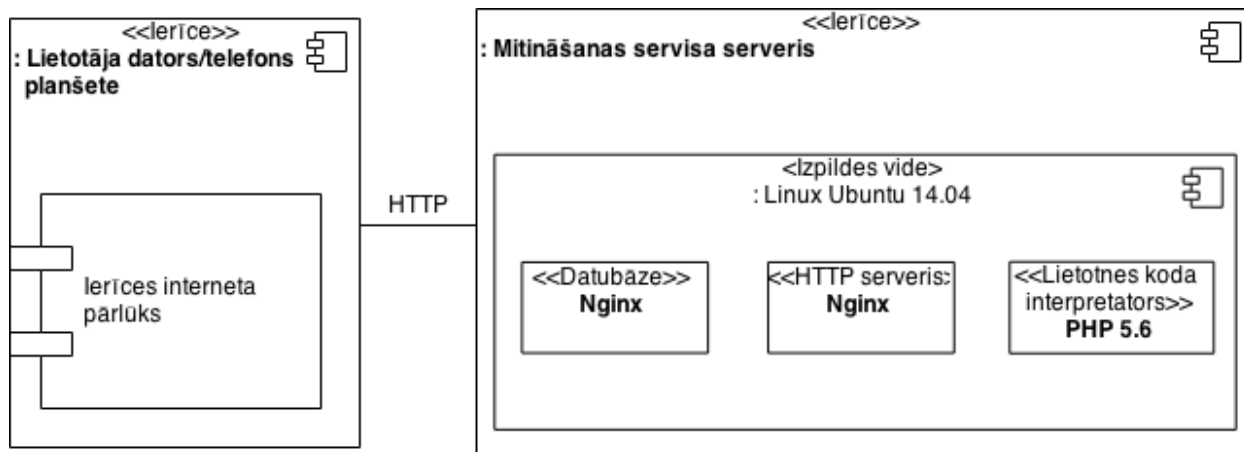 <<Ierīce>>
: Lietotāja dators/telefons
planšete
Ierīces interneta
pārlūks
HTTP
<<Ierīce>>
: Mitināšanas servisa serveris
<Izpildes vide>
: Linux Ubuntu 14.04
<<Datubāze>>
Nginx
<<HTTP serveris>
Nginx
<<Lietotnes koda
interpretators>>
PHP 5.6